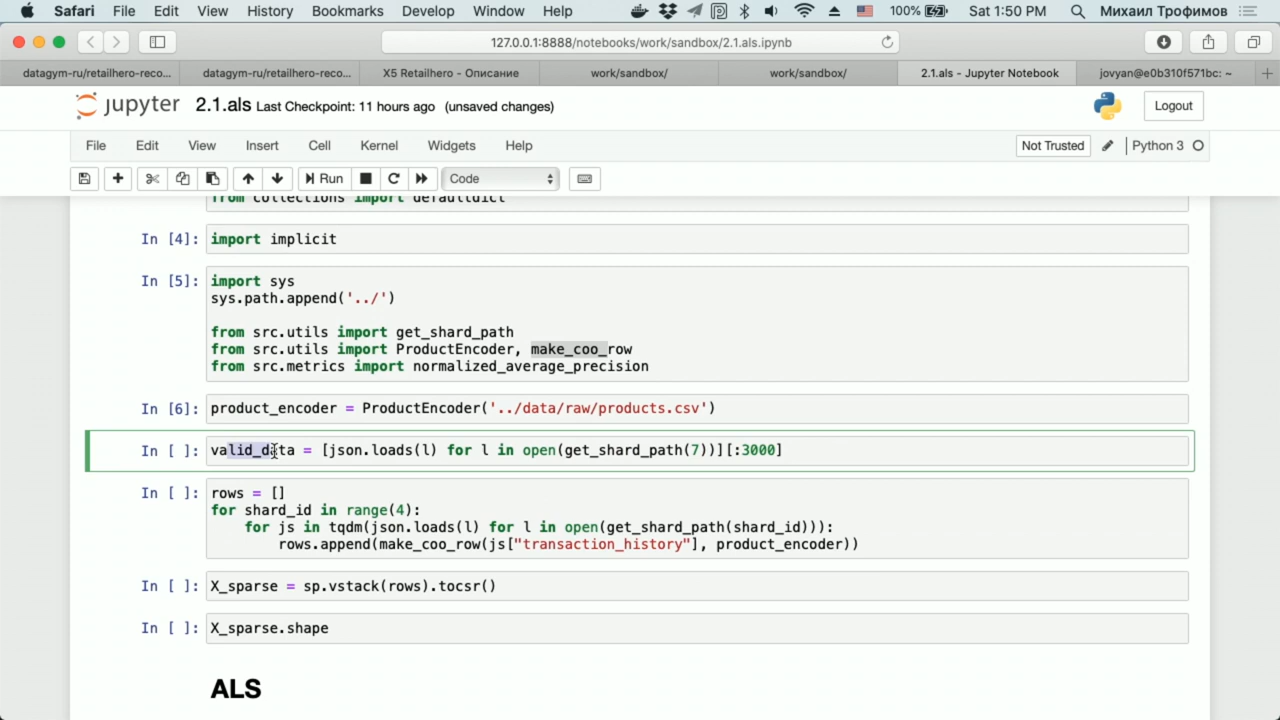 Safari File Edit View History Bookmarks Develop Window Help 100% Sat 1:50 PM Михаил Трофимов
127.0.0.1:8888/notebooks/work/sandbox/2.1.als.ipynb
datagym-ru/retailhero-reco... datagym-ru/retailhero-reco... X5 Retailhero - Описание work/sandbox/ work/sandbox/ 2.1.als - Jupyter Notebook jovyan@e0b310f571bc: ~
jupyter 2.1.als Last Checkpoint: 11 hours ago (unsaved changes) Logout
File Edit View Insert Cell Kernel Widgets Help Not Trusted Python 3
Run Code
from collections import defaultdict
In [4]: import implicit
In [5]: import sys
sys.path.append('../')
from src.utils import get_shard_path
from src.utils import ProductEncoder, make_coo_row
from src.metrics import normalized_average_precision
In [6]: product_encoder = ProductEncoder('../data/raw/products.csv')
In [ ]: valid_data = [json.loads(l) for l in open(get_shard_path(7))][:3000]
In [ ]: rows = []
for shard_id in range(4):
for js in tqdm(json.loads(l) for l in open(get_shard_path(shard_id))):
rows.append(make_coo_row(js["transaction_history"], product_encoder))
In [ ]: X_sparse = sp.vstack(rows).tocsr()
In [ ]: X_sparse.shape
ALS